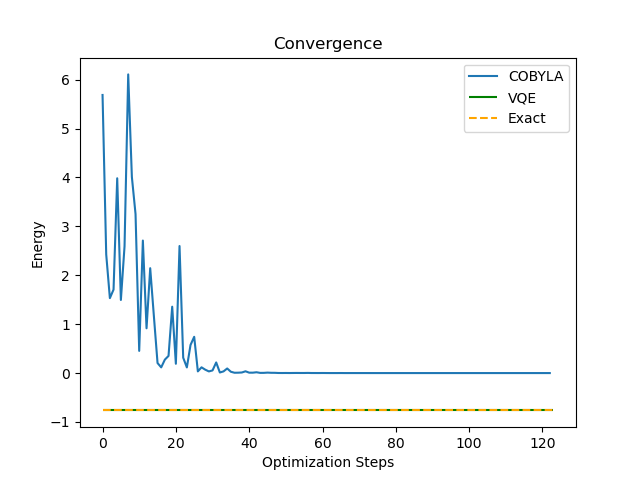 Convergence
COBYLA
VQE
Exact
6
5
4
3
2
1
0
−1
Energy
0 20 40 60 80 100 120
Optimization Steps